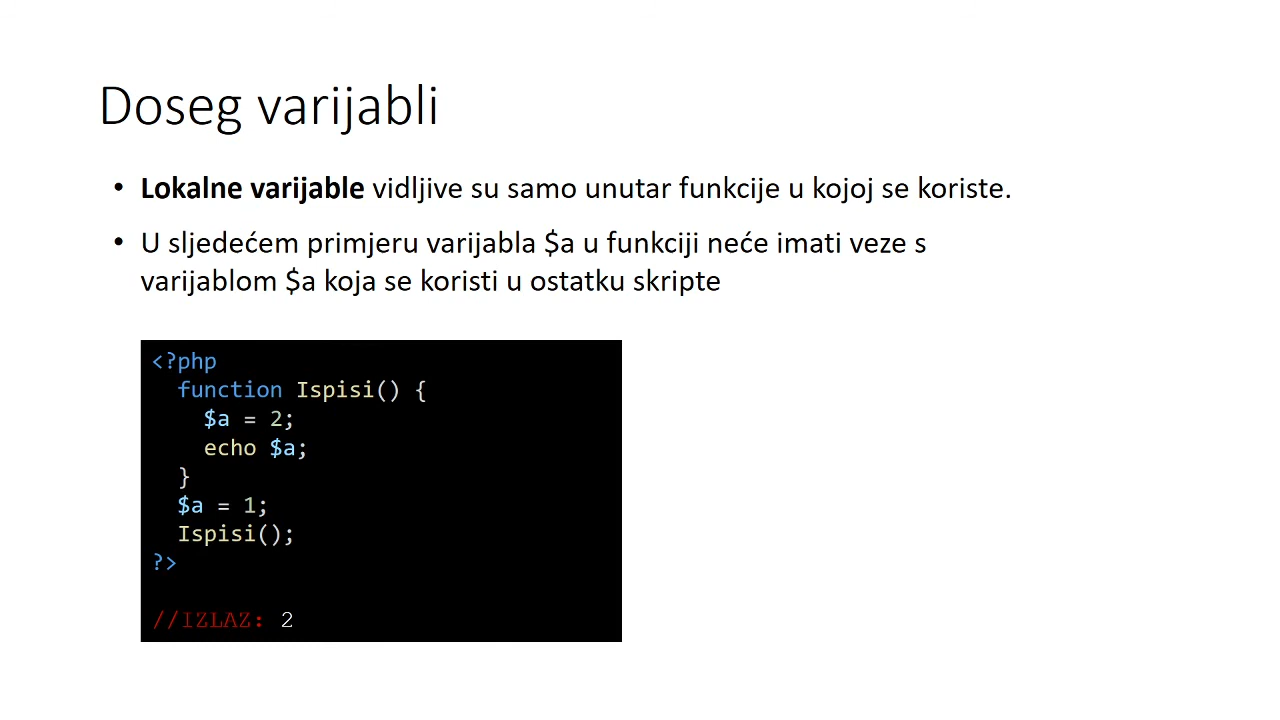 Doseg varijabli
• Lokalne varijable vidljive su samo unutar funkcije u kojoj se koriste.
• U sljedećem primjeru varijabla $a u funkciji neće imati veze s
varijablom $a koja se koristi u ostatku skripte
<?php
  function Ispisi() {
    $a = 2;
    echo $a;
  }
  $a = 1;
  Ispisi();
?>
//IZLAZ: 2